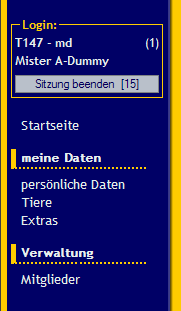 Login:
T147 - md (1)
Mister A-Dummy
Sitzung beenden [15]
Startseite
meine Daten
persönliche Daten
Tiere
Extras
Verwaltung
Mitglieder